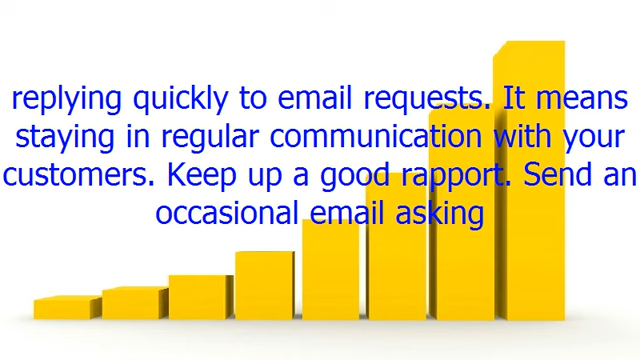 replying quickly to email requests. It means
staying in regular communication with your
customers. Keep up a good rapport. Send an
occasional email asking